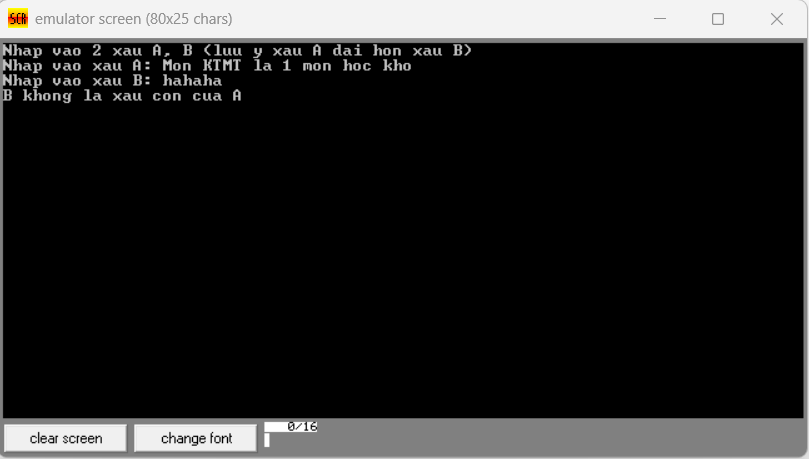 SCR emulator screen (80x25 chars)
Nhap vao 2 xau A, B (luu y xau A dai hon xau B)
Nhap vao xau A: Mon KTMT la 1 mon hoc kho
Nhap vao xau B: hahaha
B khong la xau con cua A
clear screen change font 0/16